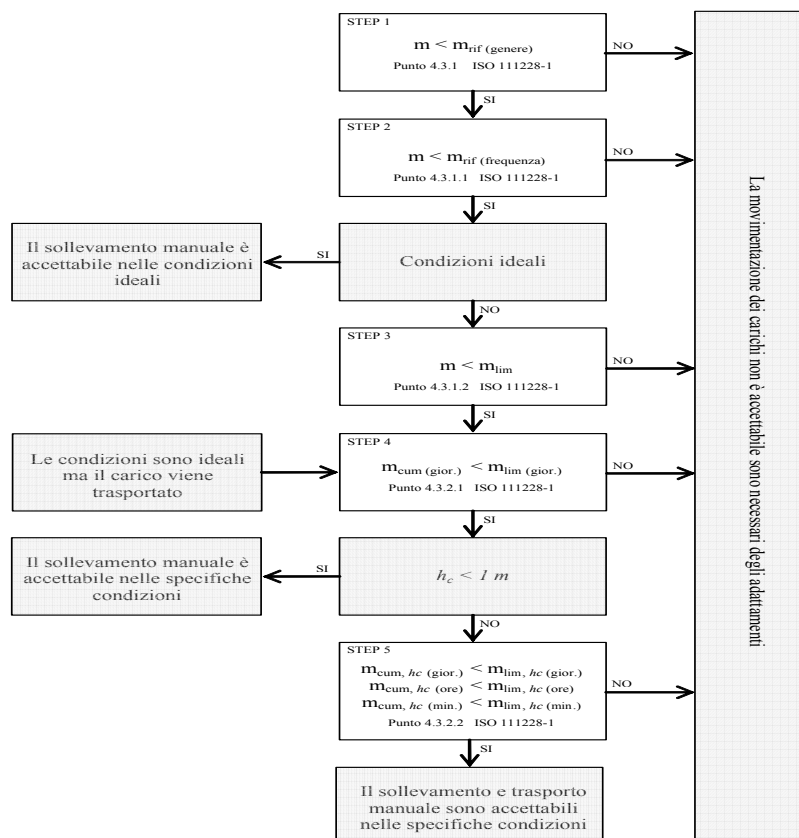 STEP 1
m < mrif (genere)
Punto 4.3.1 ISO 111228-1
NO
SI
STEP 2
m < mrif (frequenza)
Punto 4.3.1.1 ISO 111228-1
NO
SI
Il sollevamento manuale è
accettabile nelle condizioni
ideali
SI
Condizioni ideali
NO
STEP 3
m < mlim
Punto 4.3.1.2 ISO 111228-1
NO
SI
Le condizioni sono ideali
ma il carico viene
trasportato
STEP 4
mcum (gior.) < mlim (gior.)
Punto 4.3.2.1 ISO 111228-1
NO
SI
Il sollevamento manuale è
accettabile nelle specifiche
condizioni
SI
hc < 1 m
NO
STEP 5
mcum, hc (gior.) < mlim, hc (gior.)
mcum, hc (ore) < mlim, hc (ore)
mcum, hc (min.) < mlim, hc (min.)
Punto 4.3.2.2 ISO 111228-1
NO
SI
Il sollevamento e trasporto
manuale sono accettabili
nelle specifiche condizioni
La movimentazione dei carichi non è accettabile sono necessari degli adattamenti